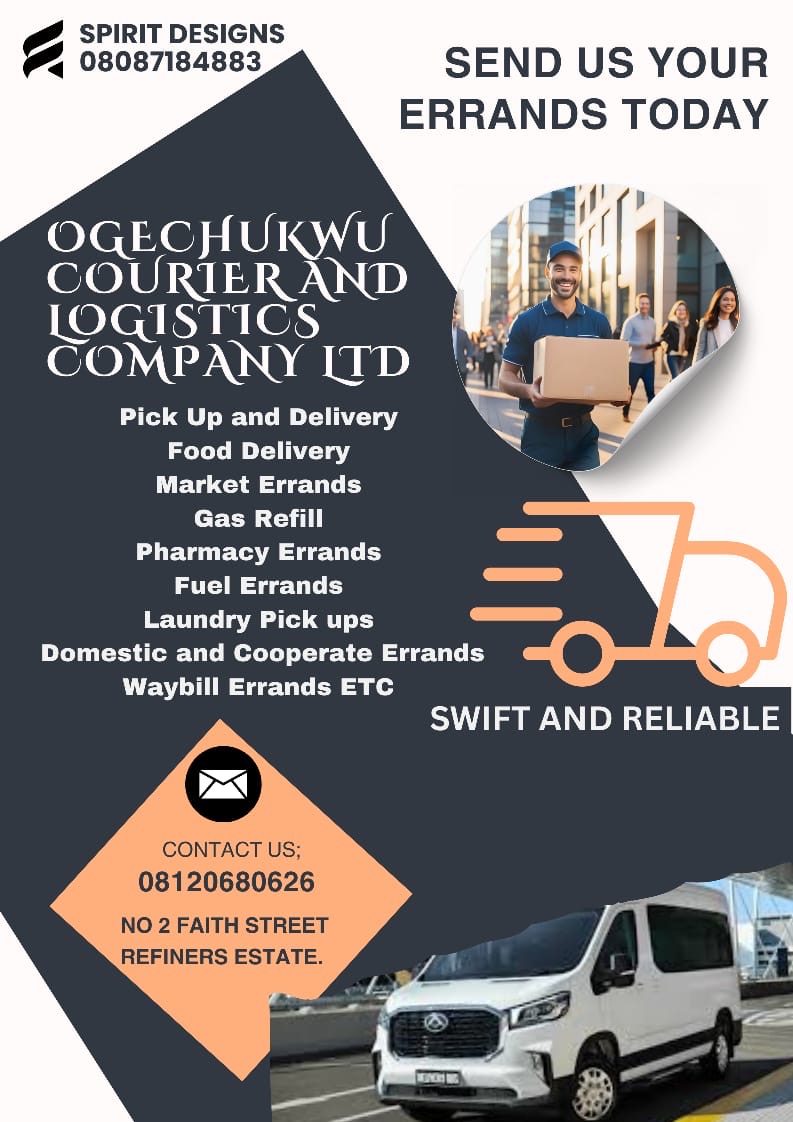 SPIRIT DESIGNS
08087184883
SEND US YOUR
ERRANDS TODAY
OGECHUKWU
COURIER AND
LOGISTICS
COMPANY LTD
Pick Up and Delivery
Food Delivery
Market Errands
Gas Refill
Pharmacy Errands
Fuel Errands
Laundry Pick ups
Domestic and Cooperate Errands
Waybill Errands ETC
SWIFT AND RELIABLE
CONTACT US;
08120680626
NO 2 FAITH STREET
REFINERS ESTATE.